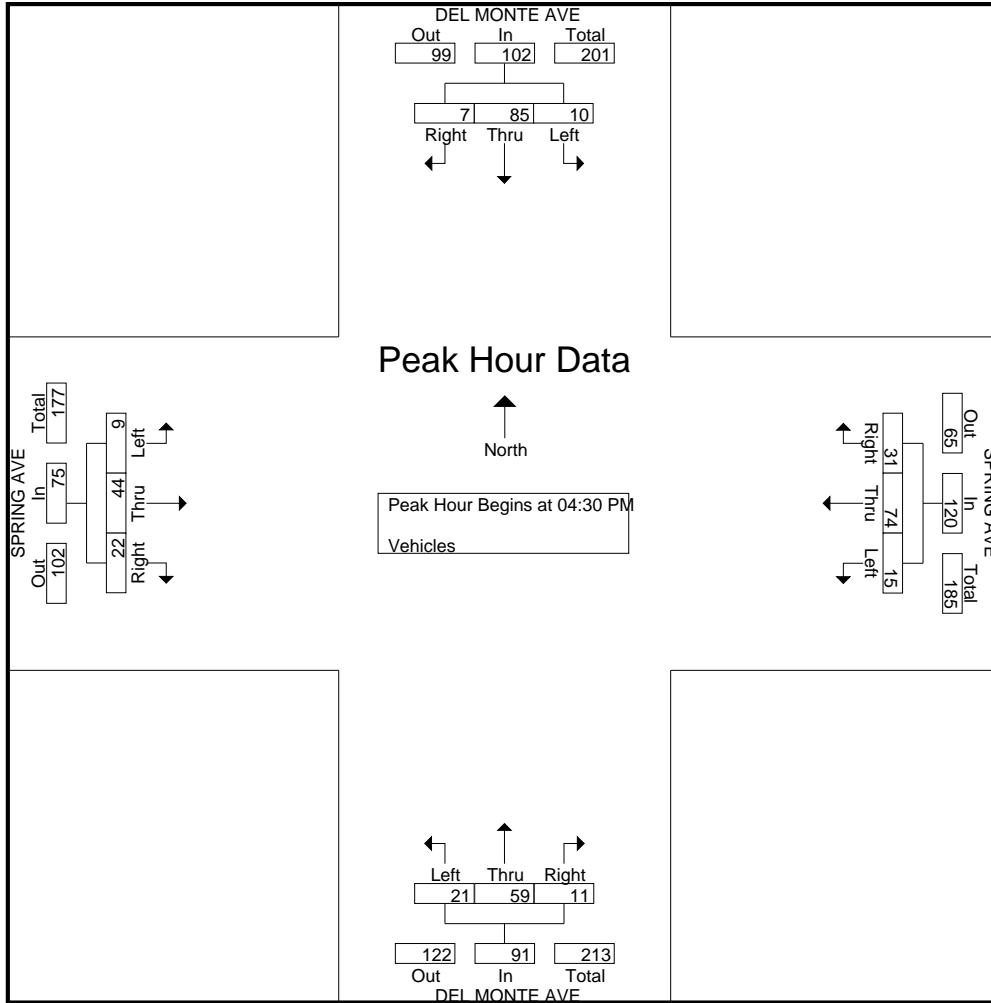 DEL MONTE AVE
Out In Total
99 102 201
7 85 10
Right Thru Left
Peak Hour Data
North
Peak Hour Begins at 04:30 PM
Vehicles
SPRING AVE
Out In Total
102 75 177
9 44 22
Left Thru Right
SPRING AVE
Out In Total
65 120 185
31 74 15
Right Thru Left
Left Thru Right
21 59 11
122 91 213
Out In Total
DEL MONTE AVE